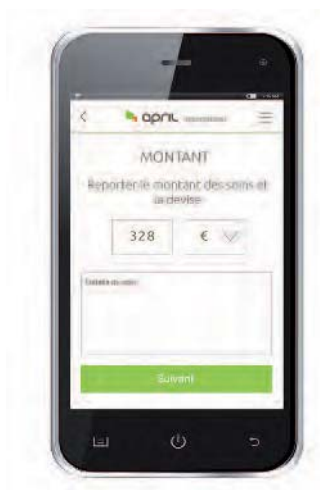 april
MONTANT
Reporter le montant des soins et
la devise
328 €
Suivant